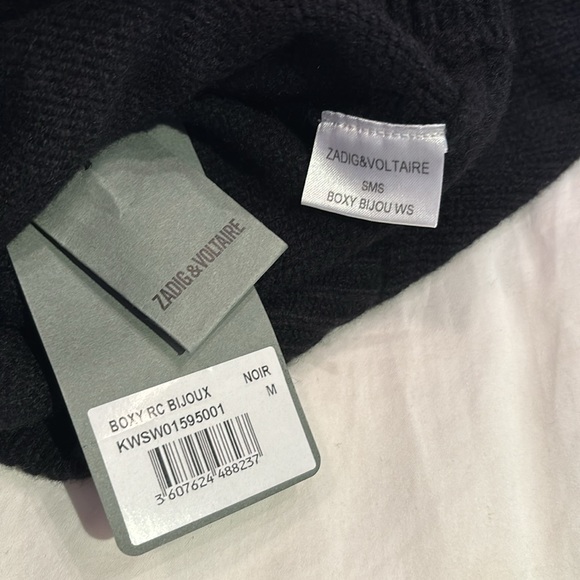 ZADIG&VOLTAIRE
SMS
BOXY BIJOU WS
ZADIG&VOLTAIRE
BOXY RC BIJOUX NOIR
KWSW01595001 M
3 607624 488237